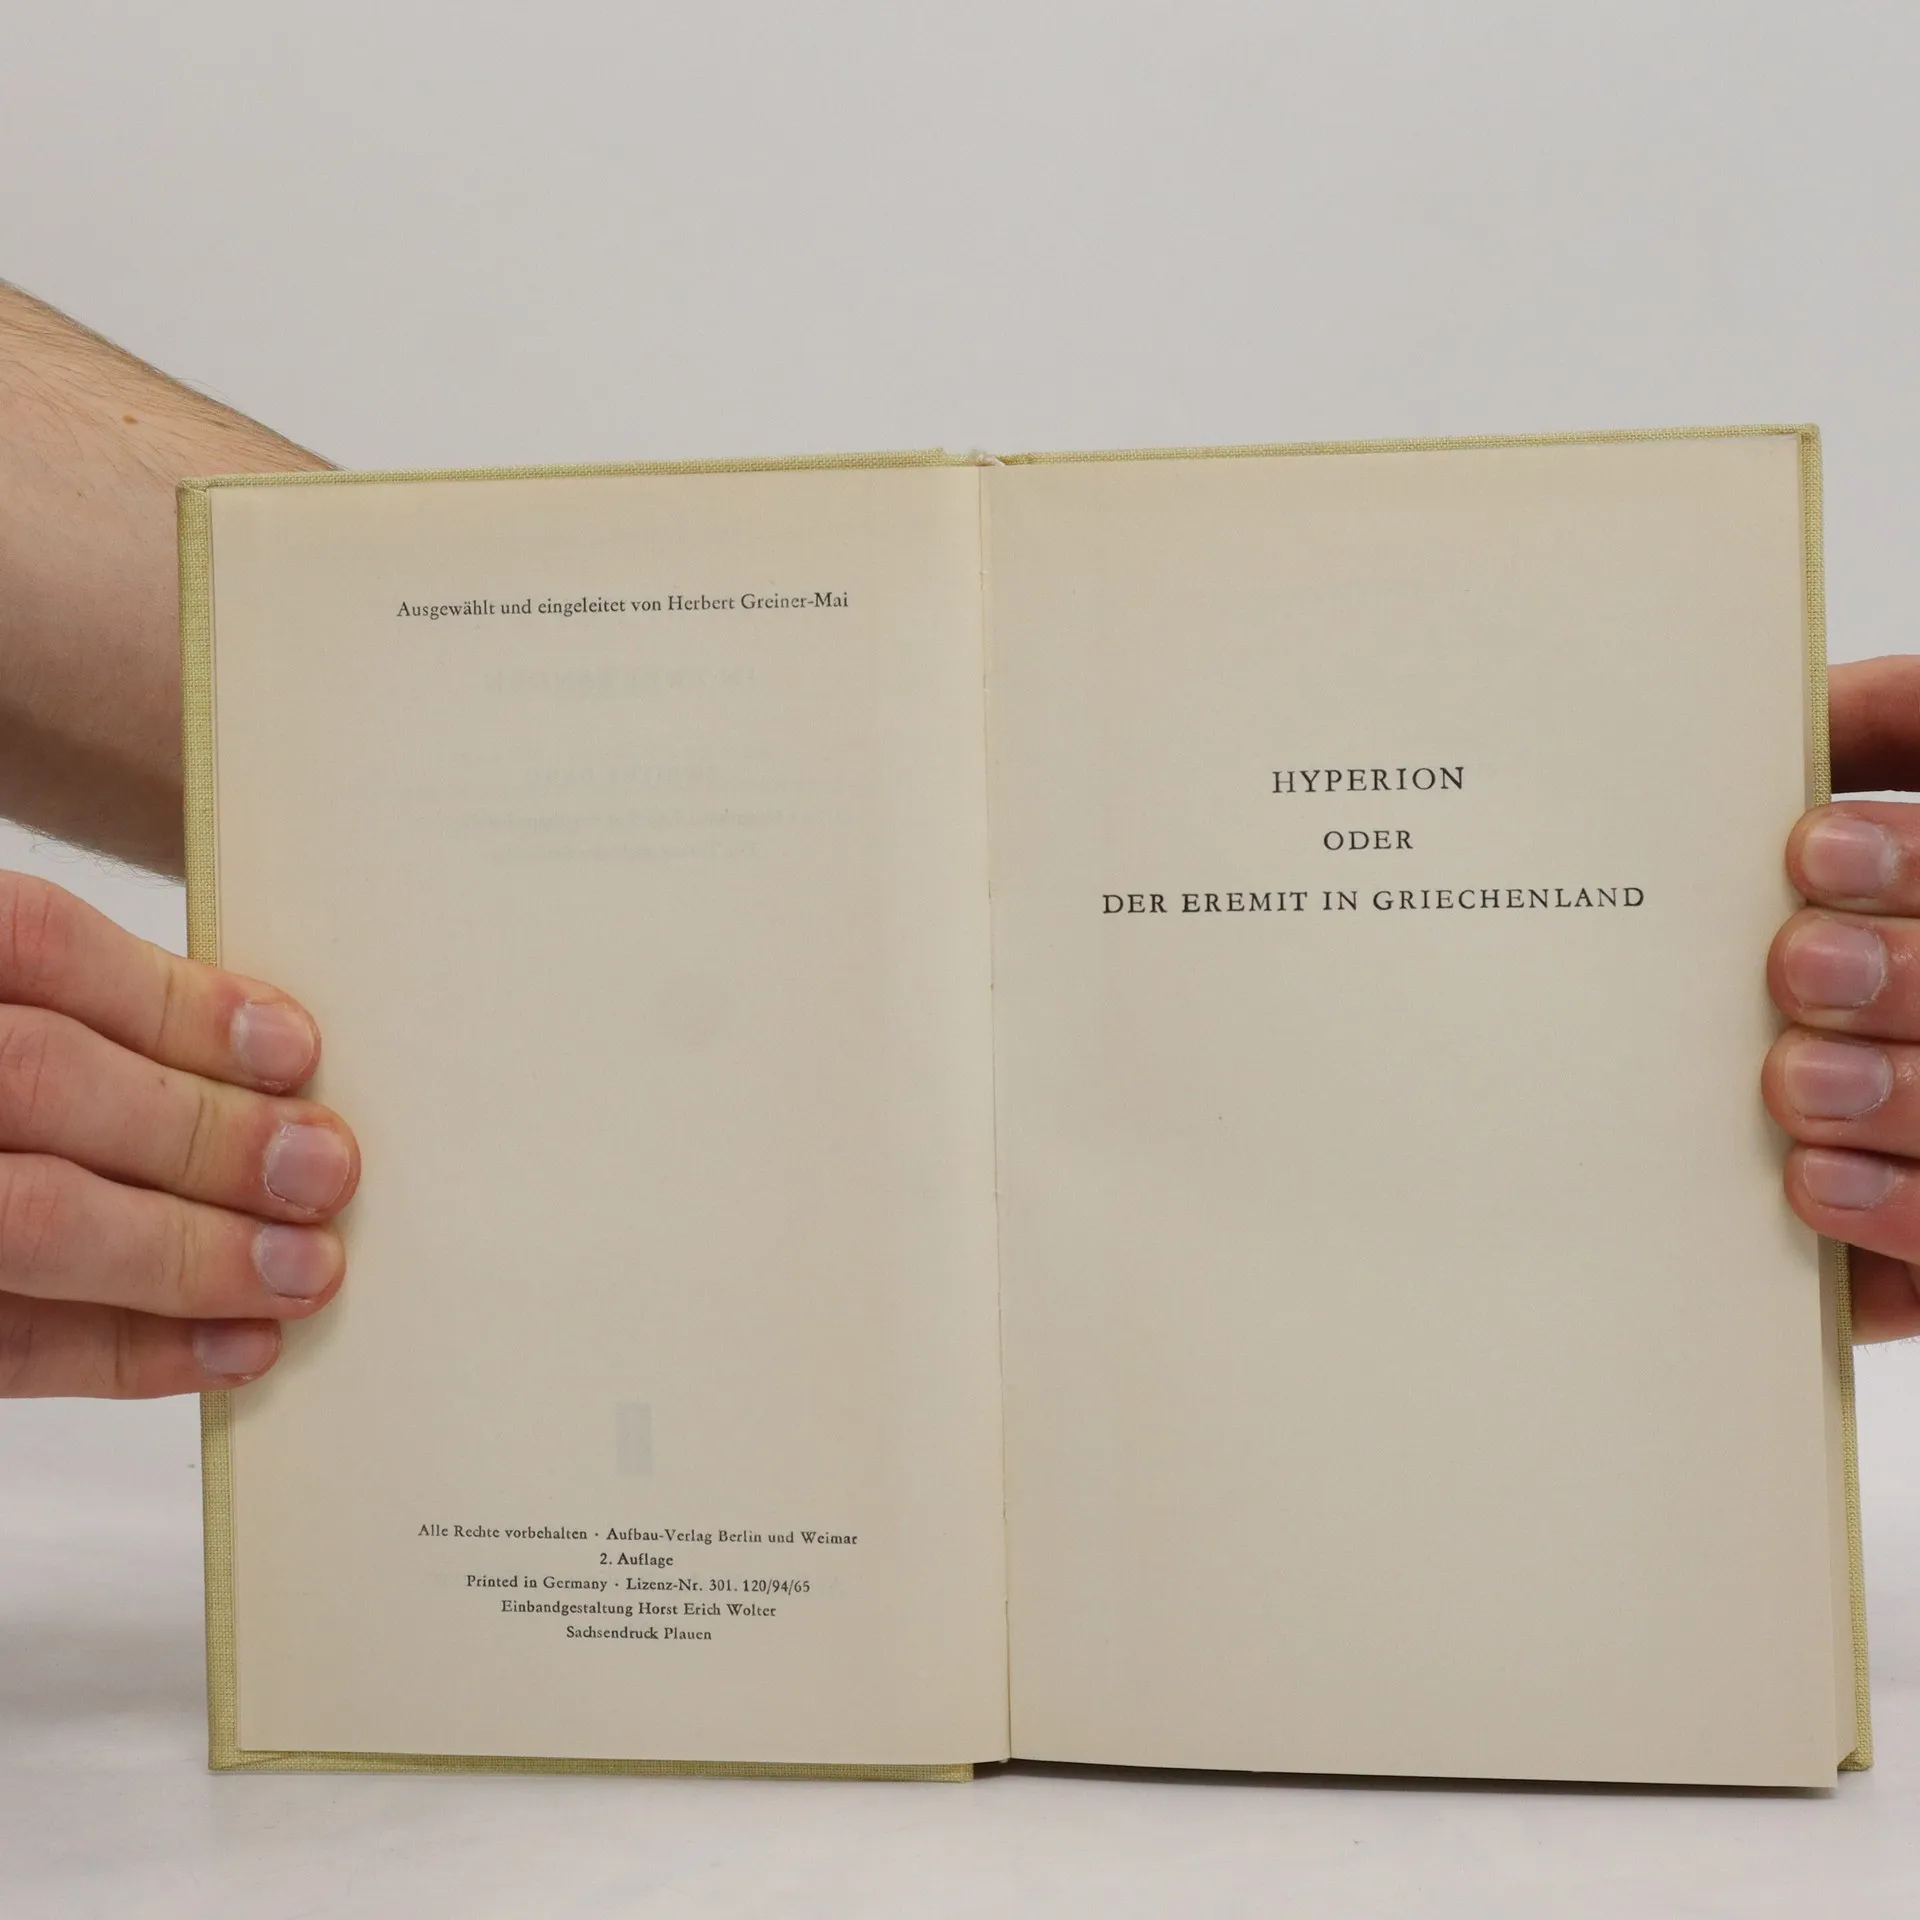 Ausgewählt und eingeleitet von Herbert Greiner-Mai
Alle Rechte vorbehalten · Aufbau-Verlag Berlin und Weimar
2. Auflage
Printed in Germany · Lizenz-Nr. 301. 120/94/65
Einbandgestaltung Horst Erich Wolter
Sachsendruck Plauen
HYPERION
ODER
DER EREMIT IN GRIECHENLAND